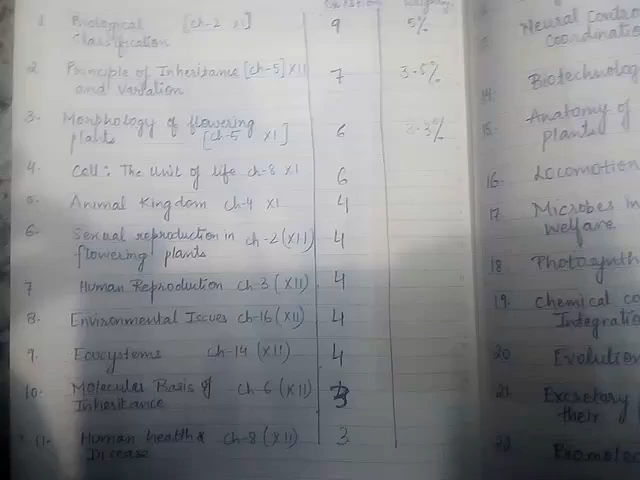 1 Biological [ch-2 XI] 9 5%
Classification
2 Principle of Inheritance [ch-5] XII 7 3.5%
and Variation
3. Morphology of flowering 6 3.3%
plants [ch-5 XI]
4. Cell: The Unit of life ch-8 XI 6
5. Animal Kingdom ch-4 XI 4
6. Sexual reproduction in ch-2 (XII) 4
flowering plants
7 Human Reproduction ch-3 (XII) 4
8. Environmental Issues ch-16 (XII) 4
9. Ecosystems ch-14 (XII) 4
10. Molecular Basis of ch-6 (XII) 3
Inheritance
11. Human health & ch-8 (XII) 3
Disease
Neural Contro
Coordinatio
14. Biotechnology
15. Anatomy of
plants
16. Locomotion
17. Microbes in
welfare
18 Photosynth
19. Chemical co
Integratio
20 Evolution
21. Excretory
their
22.